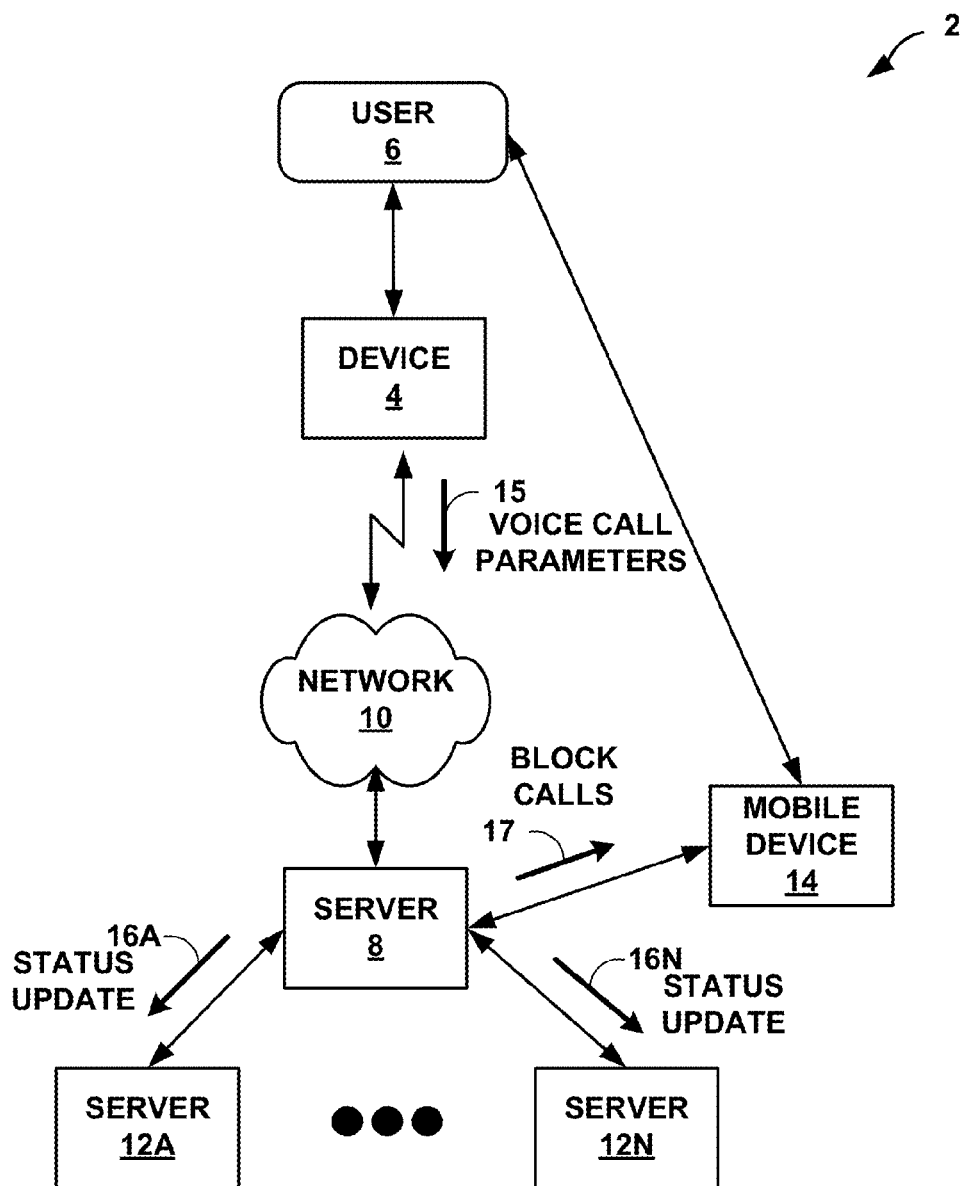 2
USER
6
DEVICE
4
15
VOICE CALL
PARAMETERS
NETWORK
10
BLOCK
CALLS
17
MOBILE
DEVICE
14
SERVER
8
16A
STATUS
UPDATE
16N
STATUS
UPDATE
SERVER
12A
SERVER
12N